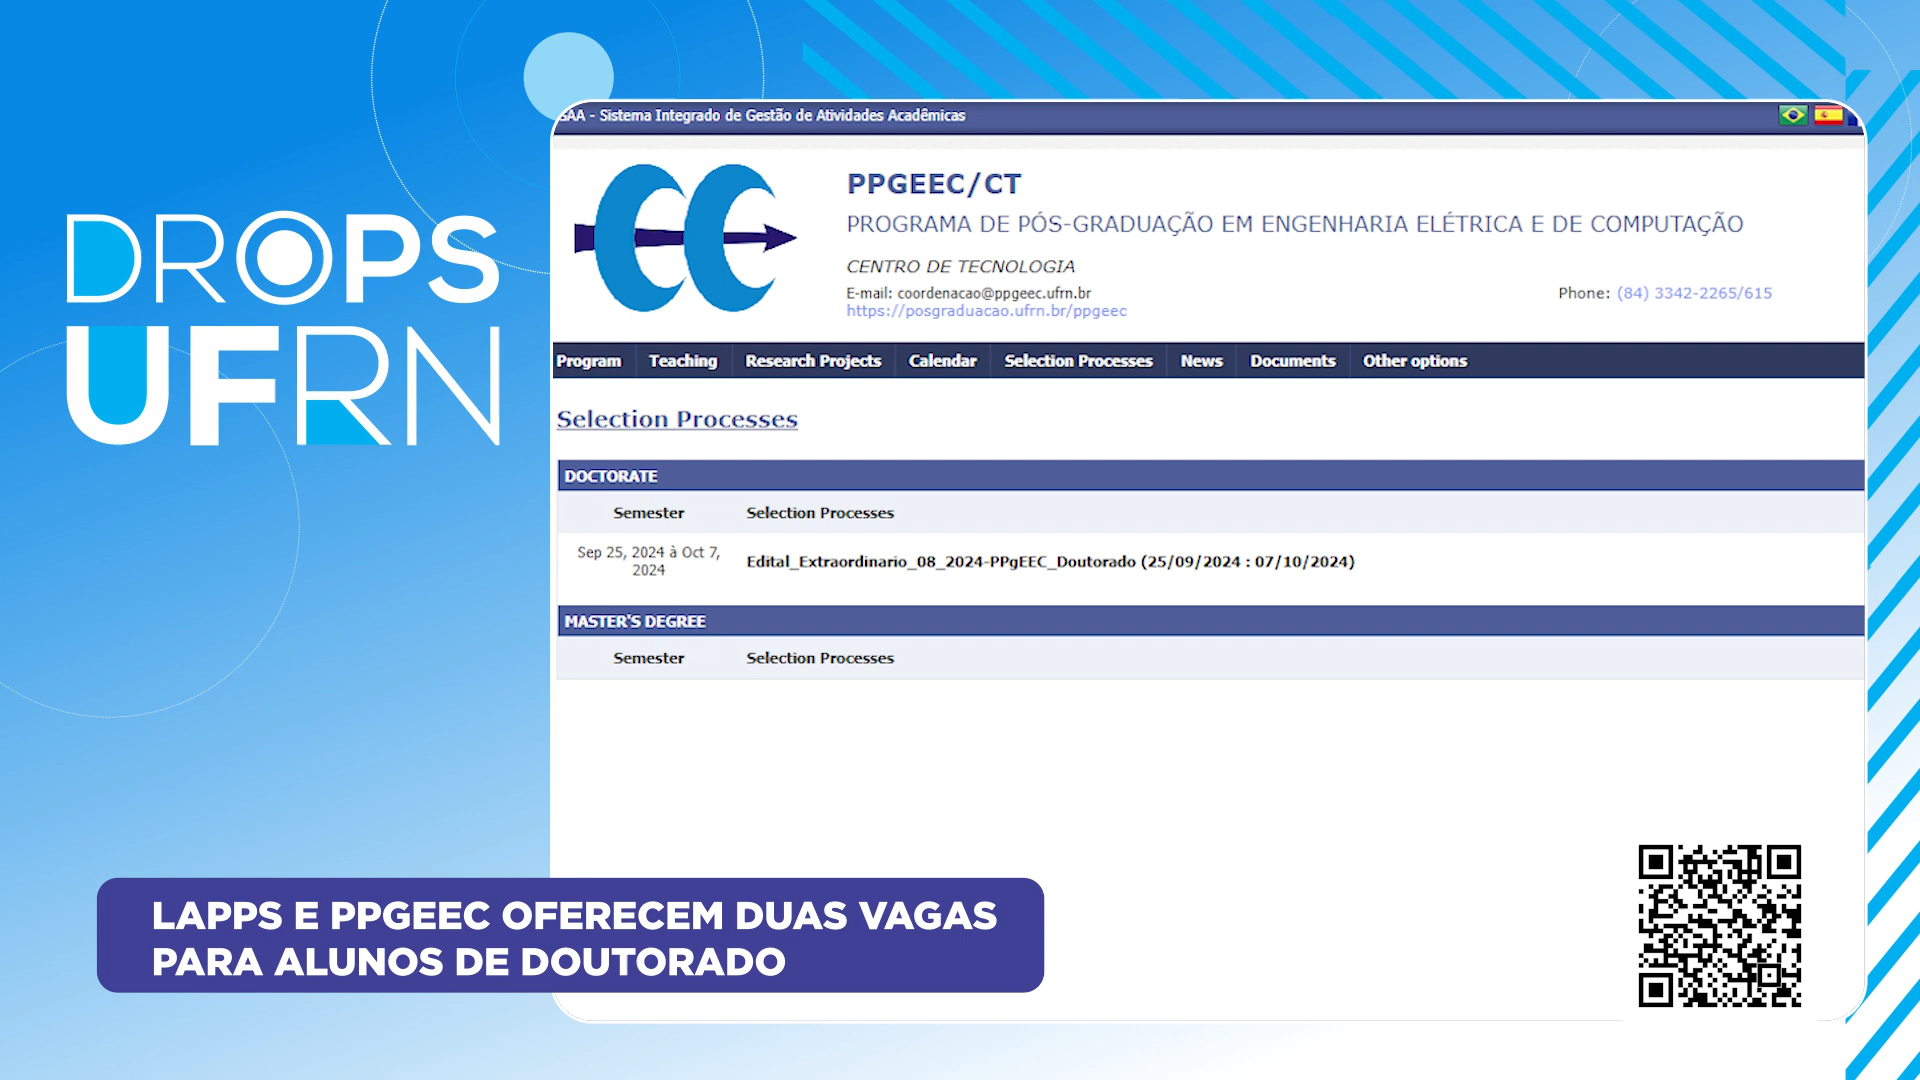 DROPS
UFRN
GAA - Sistema Integrado de Gestão de Atividades Acadêmicas
PPGEEC/CT
PROGRAMA DE PÓS-GRADUAÇÃO EM ENGENHARIA ELÉTRICA E DE COMPUTAÇÃO
CENTRO DE TECNOLOGIA
E-mail: coordenacao@ppgeec.ufrn.br
Phone: (84) 3342-2265/615
https://posgraduacao.ufrn.br/ppgeec
Program Teaching Research Projects Calendar Selection Processes News Documents Other options
Selection Processes
DOCTORATE
Semester Selection Processes
Sep 25, 2024 à Oct 7,
2024
Edital_Extraordinario_08_2024-PPgEEC_Doutorado (25/09/2024 : 07/10/2024)
MASTER'S DEGREE
Semester Selection Processes
LAPPS E PPGEEC OFERECEM DUAS VAGAS
PARA ALUNOS DE DOUTORADO